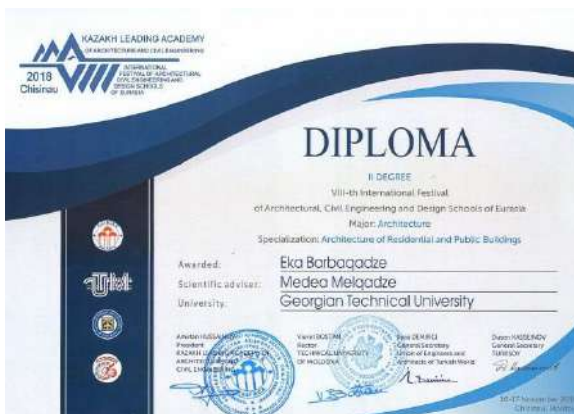 KAZAKH LEADING ACADEMY
OF ARCHITECTURE AND CIVIL ENGINEERING
INTERNATIONAL
FESTIVAL OF ARCHITECTURAL,
CIVIL ENGINEERING AND
DESIGN SCHOOLS
OF EURASIA
VIII
2018
Chisinau
DIPLOMA
II DEGREE
VIII-th International Festival
of Architectural, Civil Engineering and Design Schools of Eurasia
Major: Architecture
Specialization: Architecture of Residential and Public Buildings
Awarded: Eka Barbaqadze
Scientific adviser: Medea Melqadze
University: Georgian Technical University
President
KAZAKH LEADING ACADEMY OF
ARCHITECTURE AND
CIVIL ENGINEERING
Viorel BOSTAN
Rector
TECHNICAL UNIVERSITY
OF MOLDOVA
DEMIRCI
General Secretary
Union of Engineers and
Architects of Turkish World
General Secretary